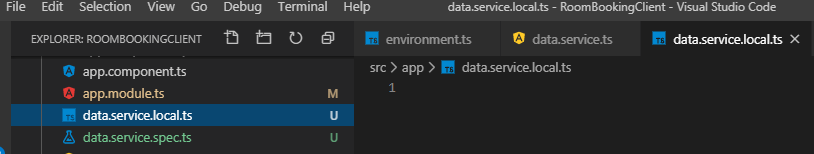 File Edit Selection View Go Debug Terminal Help data.service.local.ts - RoomBookingClient - Visual Studio Code
EXPLORER: ROOMBOOKINGCLIENT
environment.ts data.service.ts data.service.local.ts
app.component.ts
src > app > TS data.service.local.ts
app.module.ts M
1
TS data.service.local.ts U
data.service.spec.ts U